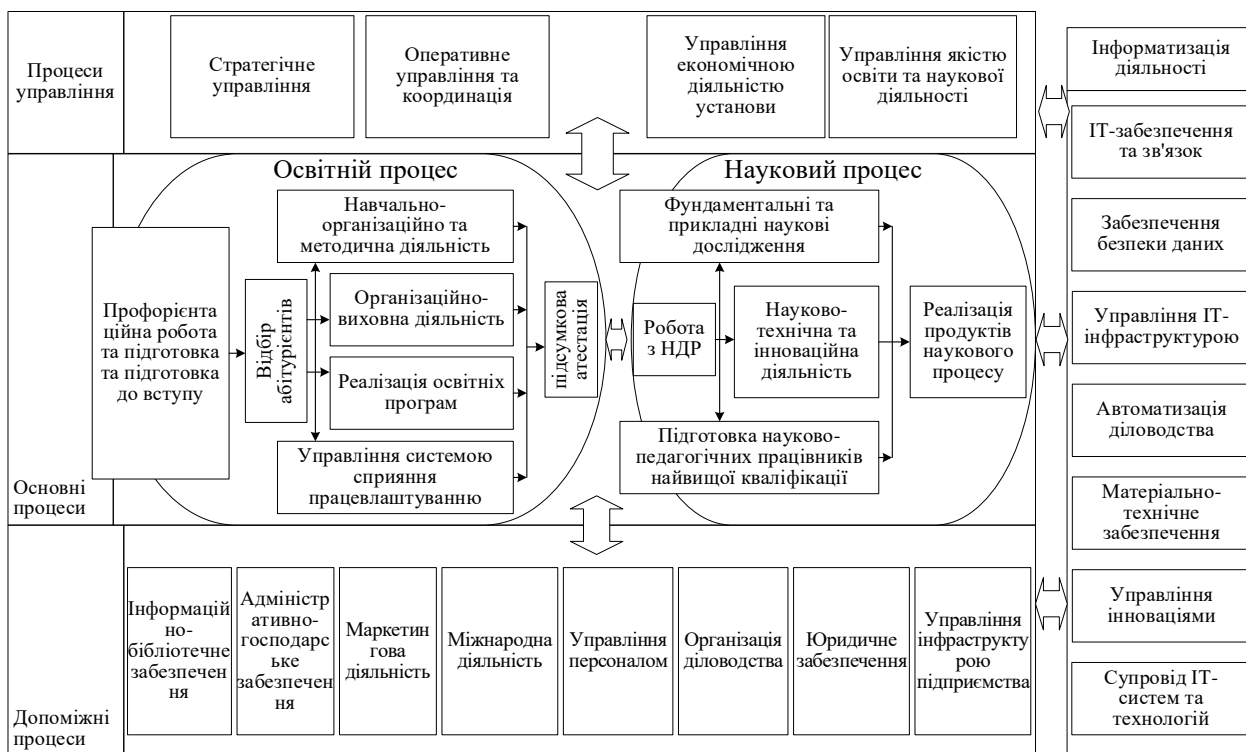 Процеси
управління
Стратегічне
управління
Оперативне
управління та
координація
Управління
економічною
діяльністю
установи
Управління якістю
освіти та наукової
діяльності
Інформатизація
діяльності
ІТ-забезпечення
та зв'язок
Забезпечення
безпеки даних
Управління ІТ-
інфраструктурою
Автоматизація
діловодства
Матеріально-
технічне
забезпечення
Управління
інноваціями
Супровід ІТ-
систем та
технологій
Основні
процеси
Освітній процес
Профорієнта
ційна робота
та підготовка
та підготовка
до вступу
Відбір
абітурієнтів
Навчально-
організаційно та
методична діяльність
Організаційно-
виховна діяльність
Реалізація освітніх
програм
Управління системою
сприяння
працевлаштуванню
підсумкова
атестація
Науковий процес
Робота
з НДР
Фундаментальні та
прикладні наукові
дослідження
Науково-
технічна та
інноваційна
діяльність
Підготовка науково-
педагогічних працівників
найвищої кваліфікації
Реалізація
продуктів
наукового
процесу
Допоміжні
процеси
Інформацій
но-
бібліотечне
забезпечен
ня
Адміністр
ативно-
господарс
ьке
забезпечен
ня
Маркетин
гова
діяльність
Міжнародна
діяльність
Управління
персоналом
Організація
діловодства
Юридичне
забезпечення
Управління
інфраструкту
рою
підприємства